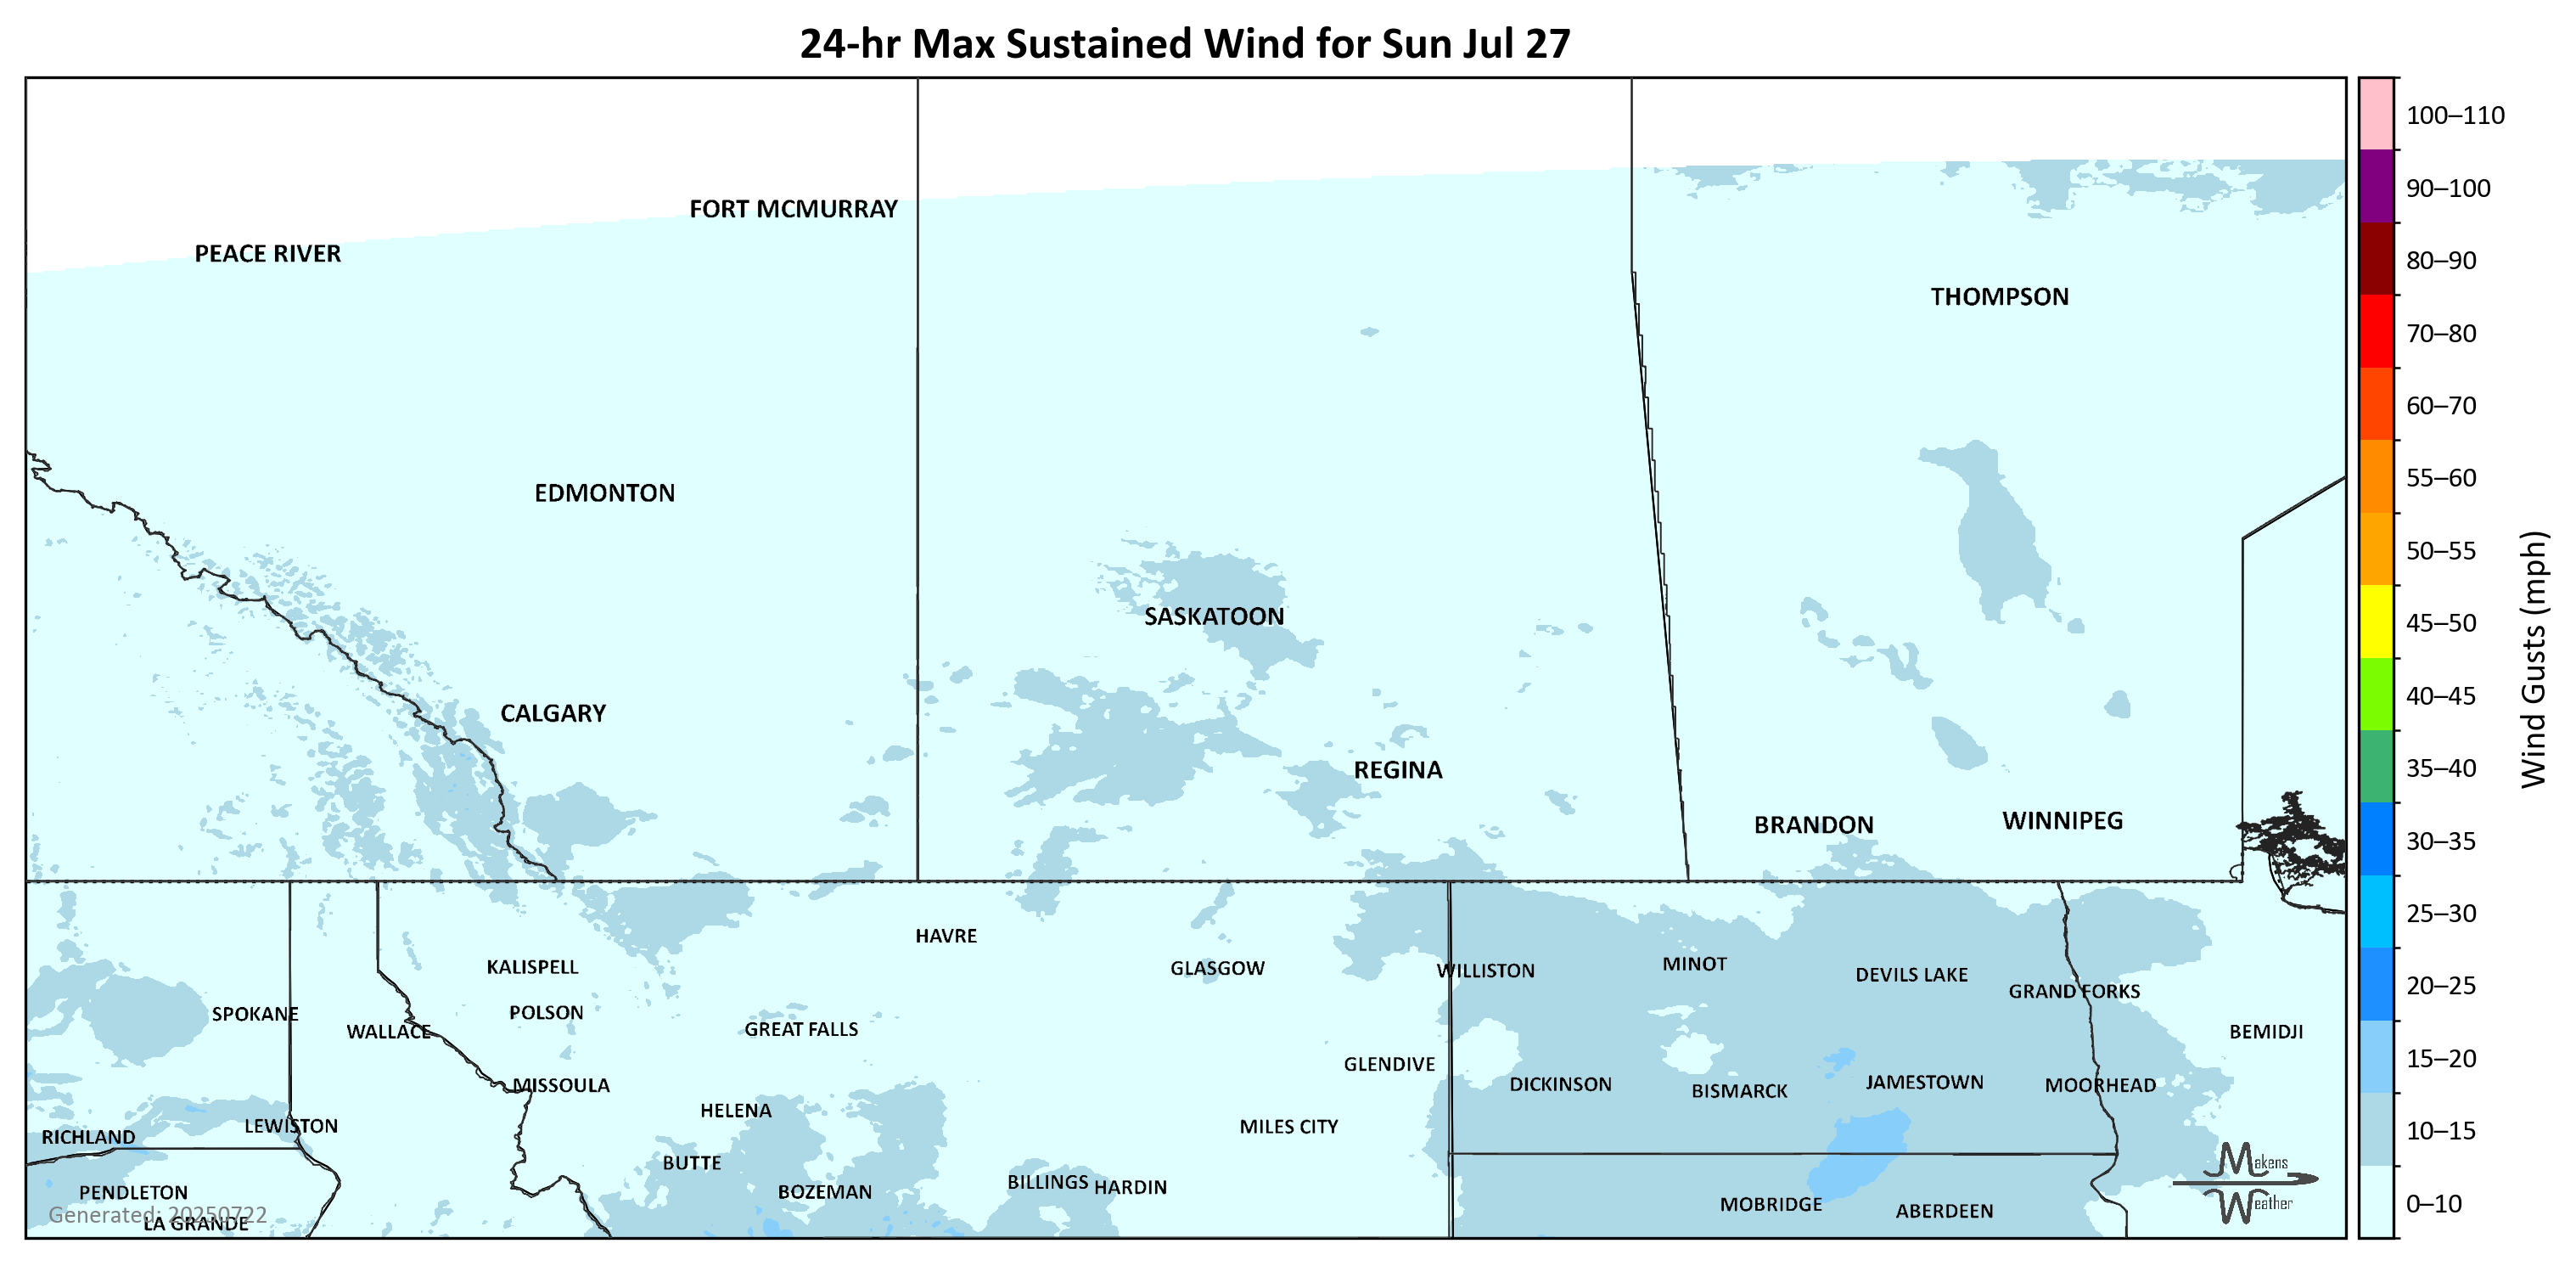 24-hr Max Sustained Wind for Sun Jul 27
100–110
FORT MCMURRAY
90–100
PEACE RIVER
80–90
THOMPSON
70–80
60–70
EDMONTON
55–60
50–55
SASKATOON
45–50
CALGARY
40–45
Wind Gusts (mph)
REGINA
35–40
BRANDON
WINNIPEG
30–35
HAVRE
25–30
KALISPELL
GLASGOW
WILLISTON
MINOT
DEVILS LAKE
20–25
GRAND FORKS
POLSON
SPOKANE
WALLACE
GREAT FALLS
BEMIDJI
15–20
GLENDIVE
MISSOULA
DICKINSON
BISMARCK
JAMESTOWN
MOORHEAD
HELENA
LEWISTON
MILES CITY
10–15
RICHLAND
BUTTE
Makens
Weather
PENDLETON
BOZEMAN
BILLINGS
HARDIN
MOBRIDGE
ABERDEEN
0–10
Generated: 20250722
LA GRANDE